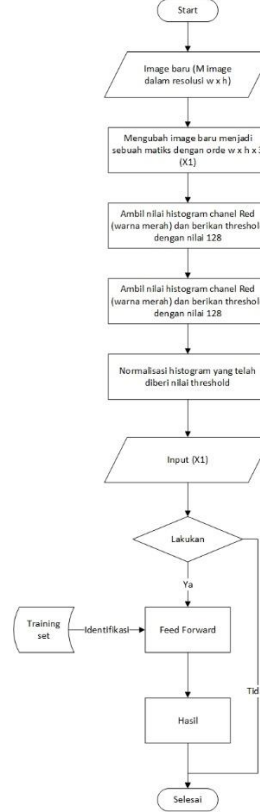 Start
Image baru (M image
dalam resolusi w x h)
Mengubah image baru menjadi
sebuah matiks dengan orde w x h x
(X1)
Ambil nilai histogram chanel Red
(warna merah) dan berikan threshol
dengan nilai 128
Ambil nilai histogram chanel Red
(warna merah) dan berikan threshol
dengan nilai 128
Normalisasi histogram yang telah
diberi nilai threshold
Input (X1)
Lakukan
Ya
Training
set
Identifikasi
Feed Forward
Tid
Hasil
Selesai